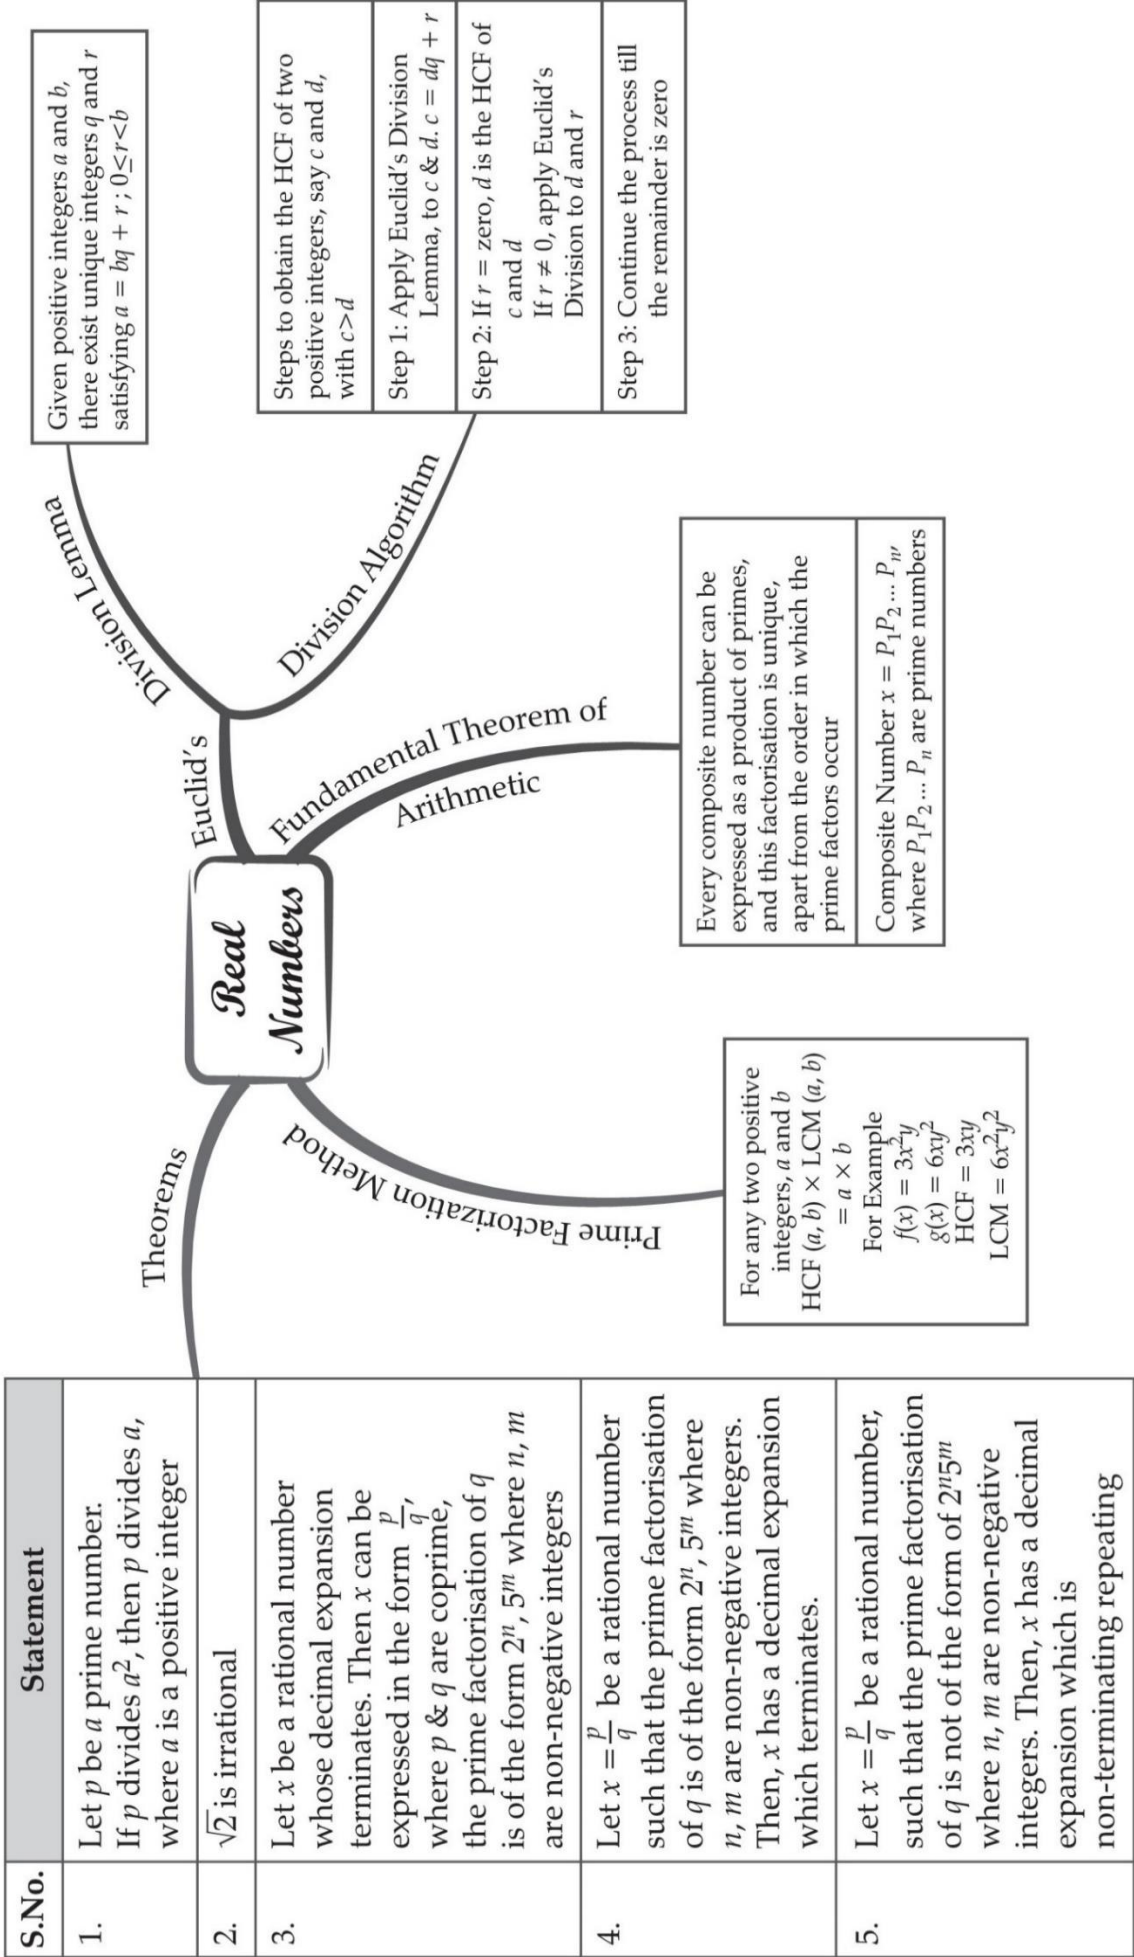 S.No. Statement
1. Let p be a prime number.
If p divides a², then p divides a,
where a is a positive integer
2. √2 is irrational
3. Let x be a rational number
whose decimal expansion
terminates. Then x can be
expressed in the form p/q,
where p & q are coprime,
the prime factorisation of q
is of the form 2ⁿ, 5ᵐ where n, m
are non-negative integers
4. Let x = p/q be a rational number
such that the prime factorisation
of q is of the form 2ⁿ, 5ᵐ where
n, m are non-negative integers.
Then, x has a decimal expansion
which terminates.
5. Let x = p/q be a rational number,
such that the prime factorisation
of q is not of the form of 2ⁿ5ᵐ
where n, m are non-negative
integers. Then, x has a decimal
expansion which is
non-terminating repeating
Theorems
Real
Numbers
Prime Factorization Method
For any two positive
integers, a and b
HCF (a, b) × LCM (a, b)
= a × b
For Example
f(x) = 3x²y
g(x) = 6xy²
HCF = 3xy
LCM = 6x²y²
Euclid's
Division Lemma
Given positive integers a and b,
there exist unique integers q and r
satisfying a = bq + r ; 0≤r<b
Division Algorithm
Steps to obtain the HCF of two
positive integers, say c and d,
with c>d
Step 1: Apply Euclid's Division
Lemma, to c & d. c = dq + r
Step 2: If r = zero, d is the HCF of
c and d
If r ≠ 0, apply Euclid's
Division to d and r
Step 3: Continue the process till
the remainder is zero
Fundamental Theorem of
Arithmetic
Every composite number can be
expressed as a product of primes,
and this factorisation is unique,
apart from the order in which the
prime factors occur
Composite Number x = P₁P₂ ... Pₙ,
where P₁P₂ ... Pₙ are prime numbers